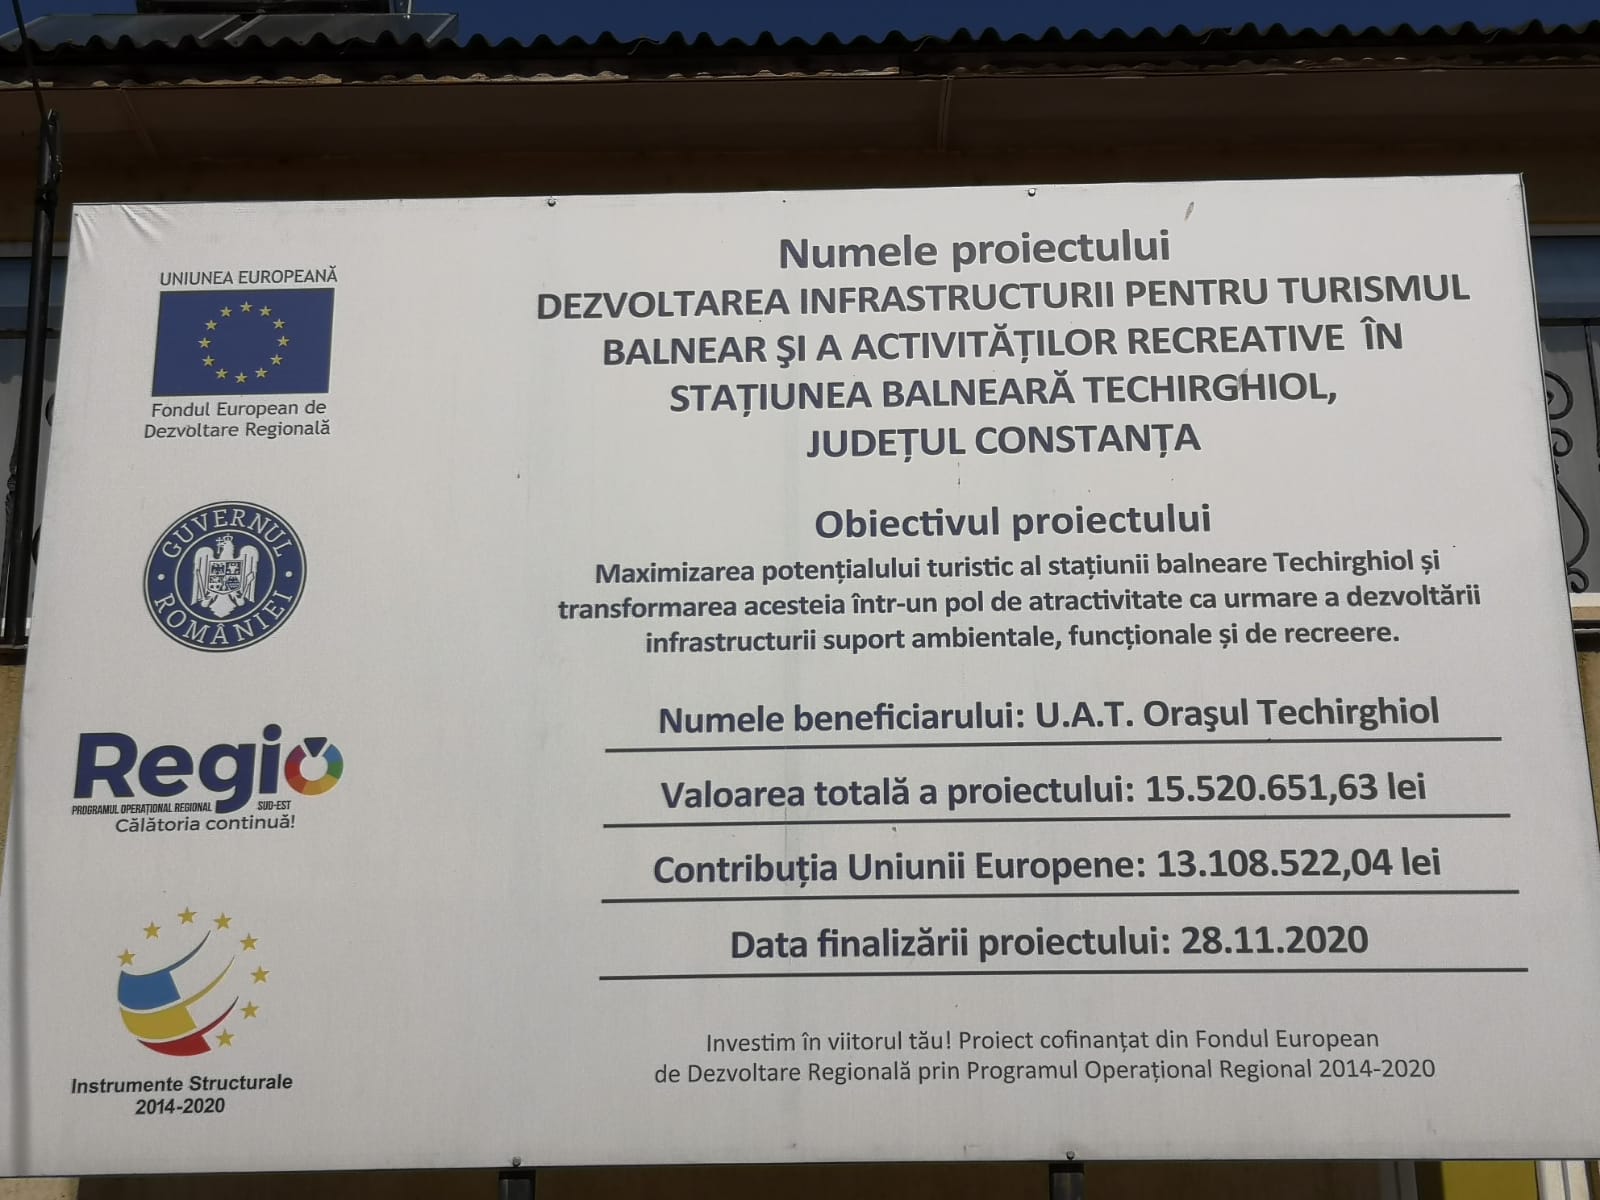 UNIUNEA EUROPEANĂ
Fondul European de
Dezvoltare Regională
GUVERNUL
ROMÂNIEI
Regio
PROGRAMUL OPERAȚIONAL REGIONAL SUD-EST
Călătoria continuă!
Instrumente Structurale
2014-2020
Numele proiectului
DEZVOLTAREA INFRASTRUCTURII PENTRU TURISMUL
BALNEAR ŞI A ACTIVITĂȚILOR RECREATIVE ÎN
STAȚIUNEA BALNEARĂ TECHIRGHIOL,
JUDEȚUL CONSTANȚA
Obiectivul proiectului
Maximizarea potențialului turistic al stațiunii balneare Techirghiol și
transformarea acesteia într-un pol de atractivitate ca urmare a dezvoltării
infrastructurii suport ambientale, funcționale și de recreere.
Numele beneficiarului: U.A.T. Oraşul Techirghiol
Valoarea totală a proiectului: 15.520.651,63 lei
Contribuția Uniunii Europene: 13.108.522,04 lei
Data finalizării proiectului: 28.11.2020
Investim în viitorul tău! Proiect cofinanțat din Fondul European
de Dezvoltare Regională prin Programul Operațional Regional 2014-2020